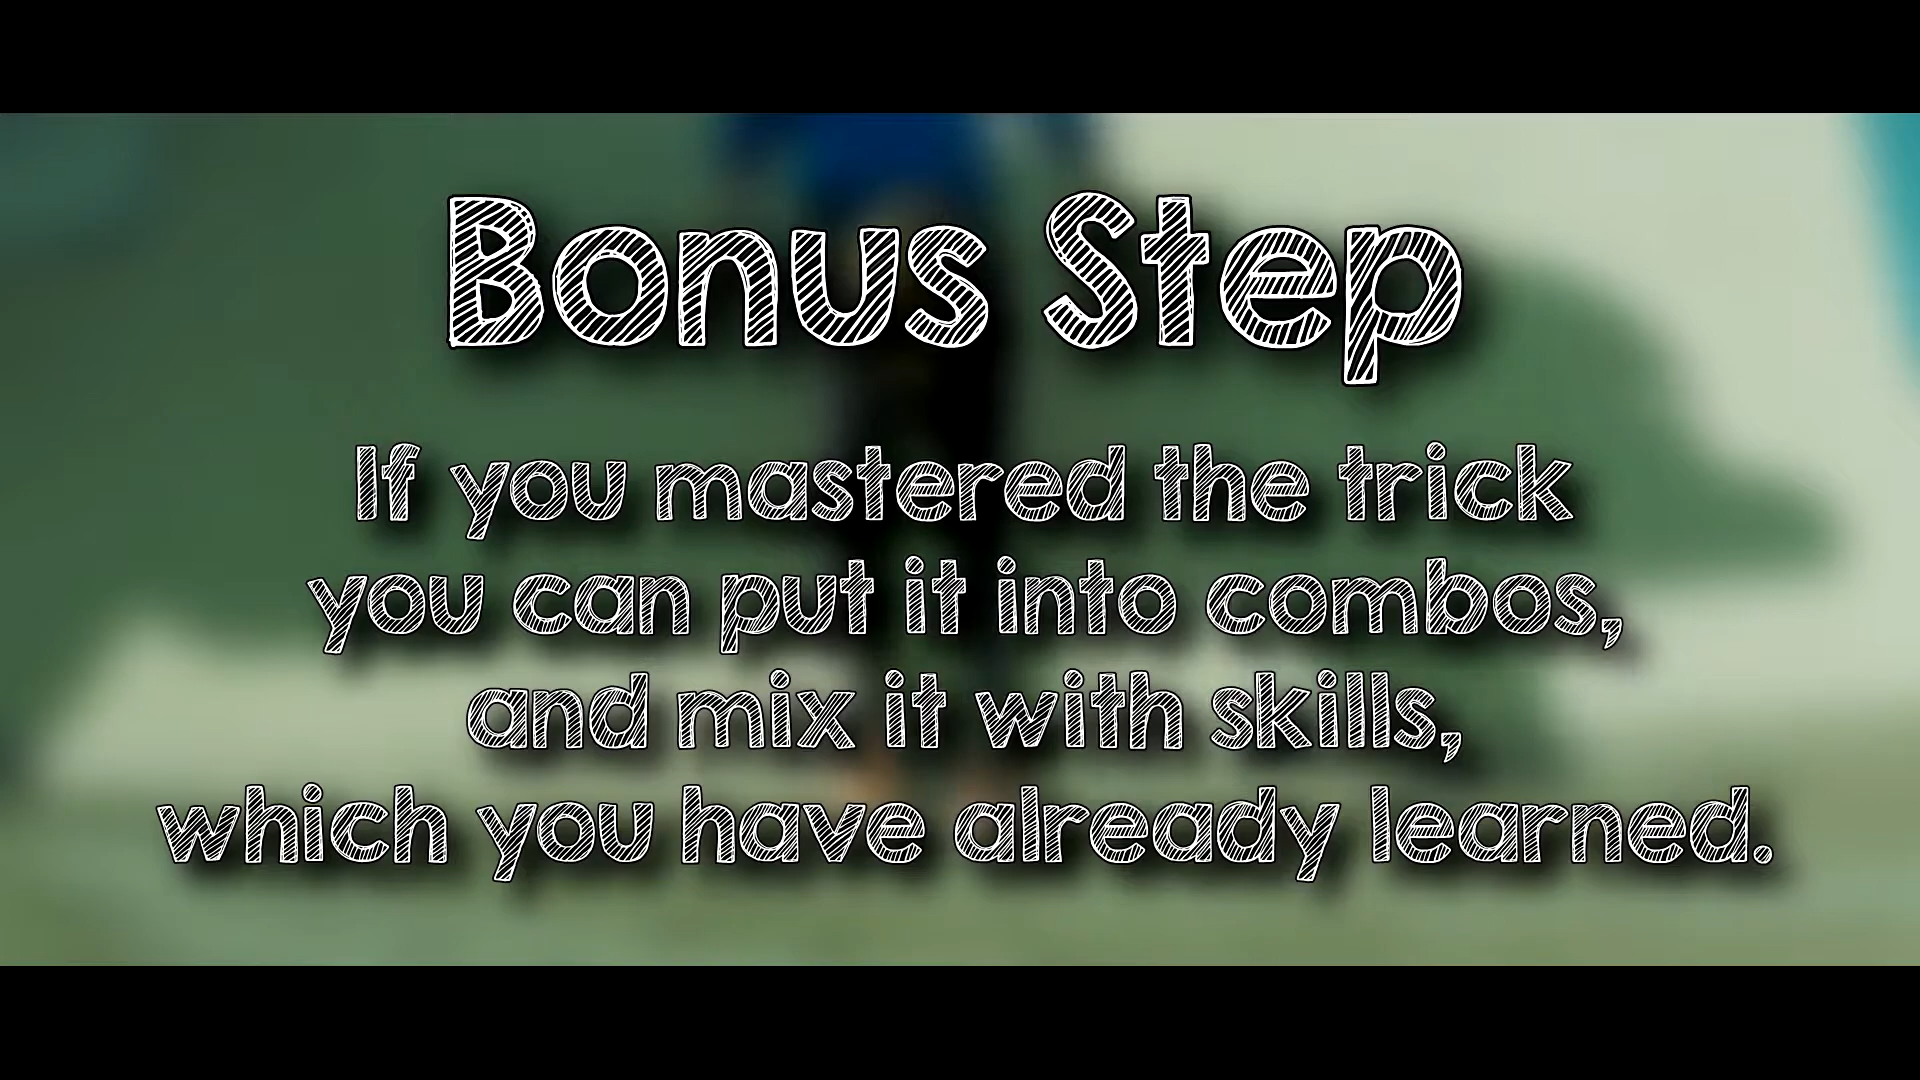 Bonus Step
If you mastered the trick
you can put it into combos,
and mix it with skills,
which you have already learned.